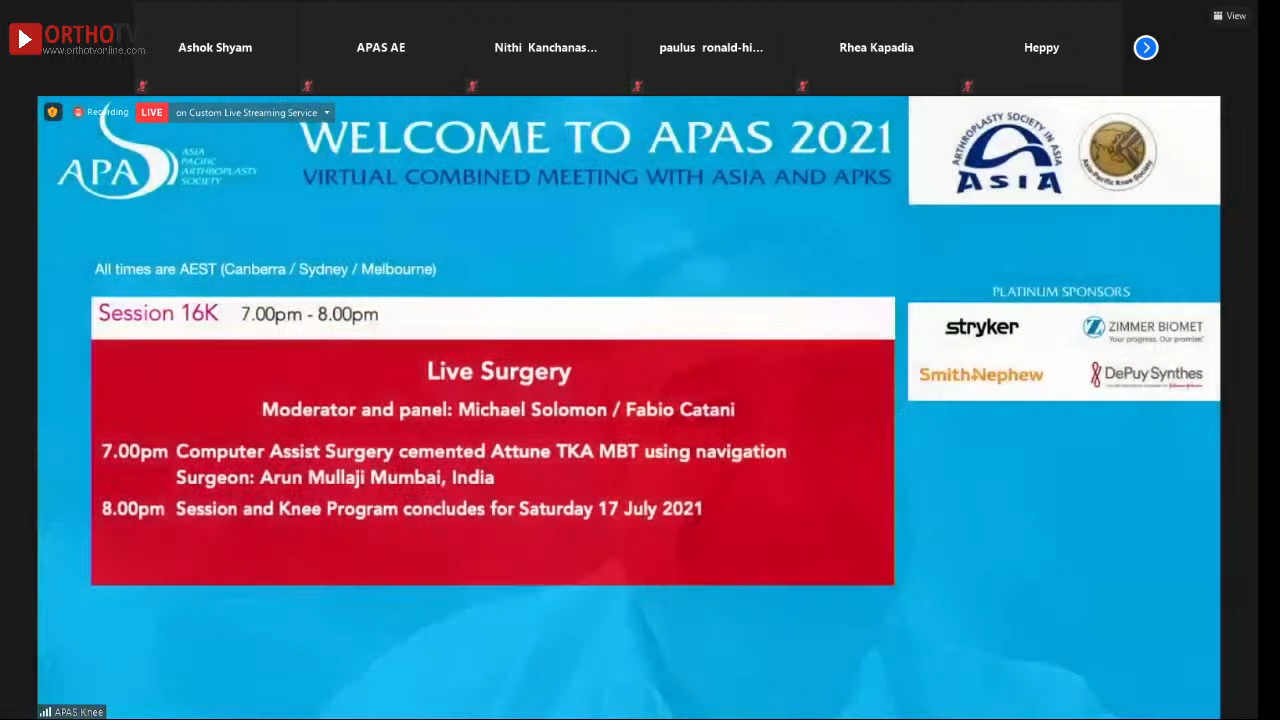 ORTHOTV
www.orthotvonline.com
View
Ashok Shyam
APAS AE
Nithi Kanchanas...
paulus ronald-hi...
Rhea Kapadia
Heppy
Recording
LIVE
on Custom Live Streaming Service
APAS
ASIA
PACIFIC
ARTHROPLASTY
SOCIETY
WELCOME TO APAS 2021
VIRTUAL COMBINED MEETING WITH ASIA AND APKS
ARTHROPLASTY SOCIETY IN ASIA
ASIA
Asia-Pacific Knee Society
All times are AEST (Canberra / Sydney / Melbourne)
Session 16K 7.00pm - 8.00pm
Live Surgery
Moderator and panel: Michael Solomon / Fabio Catani
7.00pm Computer Assist Surgery cemented Attune TKA MBT using navigation
Surgeon: Arun Mullaji Mumbai, India
8.00pm Session and Knee Program concludes for Saturday 17 July 2021
PLATINUM SPONSORS
stryker
ZIMMER BIOMET
Your progress. Our promise.
Smith+Nephew
DePuy Synthes
APAS Knee